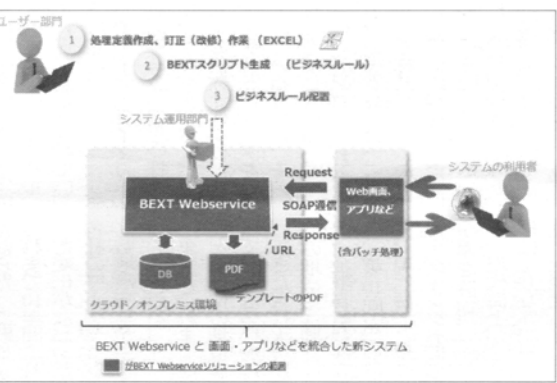 ユーザー部門
1 処理定義作成、訂正（改修）作業 （EXCEL）
2 BEXTスクリプト生成 （ビジネスルール）
3 ビジネスルール配置
システム運用部門
システムの利用者
Request
SOAP通信
Response
URL
BEXT Webservice
Web画面、
アプリなど
（含バッチ処理）
DB
PDF
テンプレートのPDF
クラウド／オンプレミス環境
BEXT Webservice と 画面・アプリなどを統合した新システム
がBEXT Webserviceソリューションの範囲